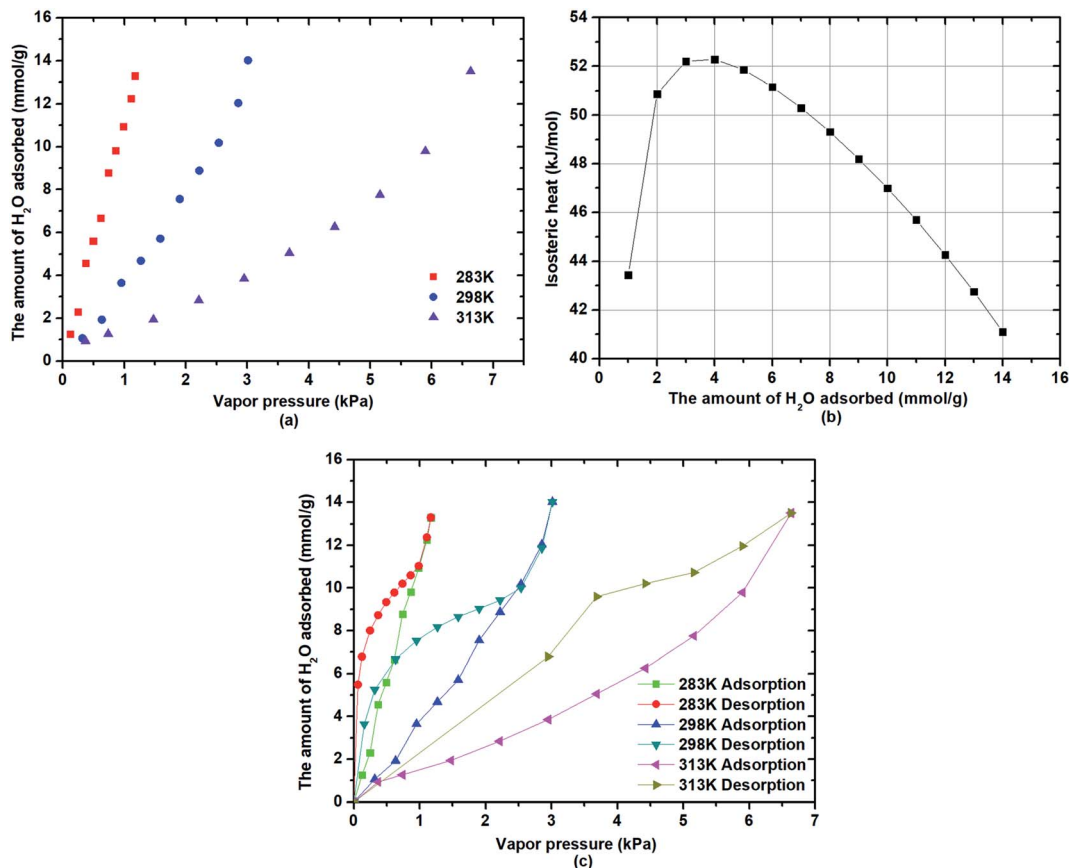 The amount of H2O adsorbed (mmol/g)
16
14
12
10
8
6
4
2
0
283K
298K
313K
0 1 2 3 4 5 6 7
Vapor pressure (kPa)
(a)
Isosteric heat (kJ/mol)
54
52
50
48
46
44
42
40
0 2 4 6 8 10 12 14 16
The amount of H2O adsorbed (mmol/g)
(b)
The amount of H2O adsorbed (mmol/g)
16
14
12
10
8
6
4
2
0
283K Adsorption
283K Desorption
298K Adsorption
298K Desorption
313K Adsorption
313K Desorption
0 1 2 3 4 5 6 7
Vapor pressure (kPa)
(c)